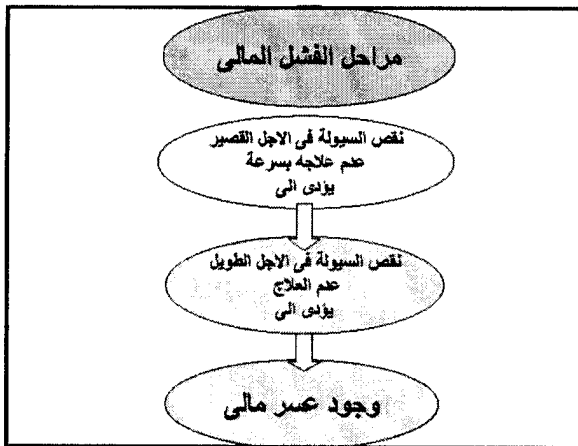 مراحل الفشل المالى
نقص السيولة فى الاجل القصير
عدم علاجه بسرعة
يؤدى الى
نقص السيولة فى الاجل الطويل
عدم العلاج
يؤدى الى
وجود عسر مالى